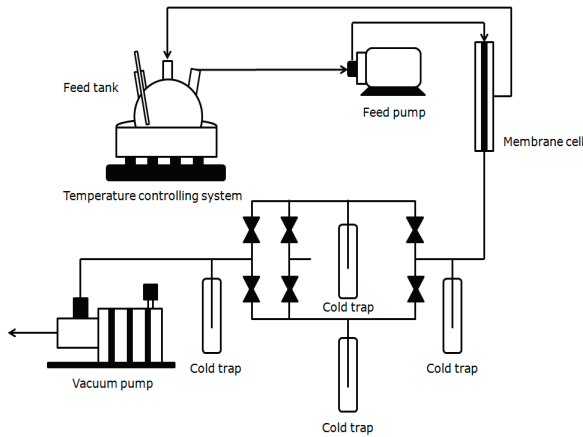 Feed tank
Feed pump
Membrane cell
Temperature controlling system
Cold trap
Cold trap
Cold trap
Vacuum pump
Cold trap